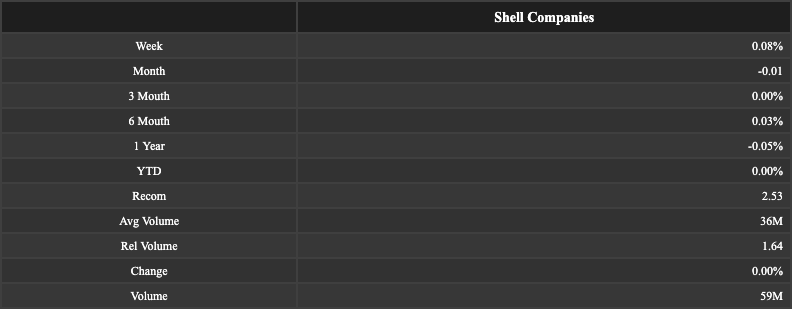 Shell Companies
Week 0.08%
Month -0.01
3 Mouth 0.00%
6 Mouth 0.03%
1 Year -0.05%
YTD 0.00%
Recom 2.53
Avg Volume 36M
Rel Volume 1.64
Change 0.00%
Volume 59M